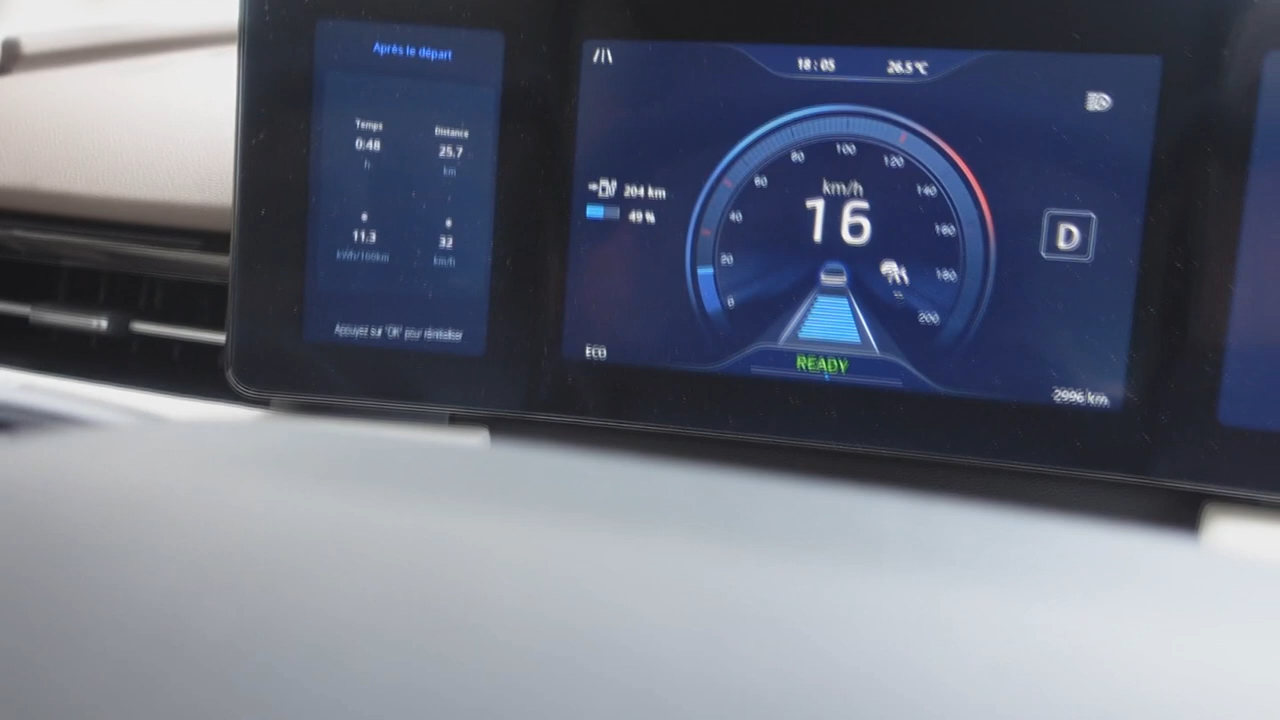 Après le départ
Temps
0:48
h
Distance
25.7
km
11.3
kWh/100km
32
km/h
Appuyez sur "OK" pour réinitialiser
18:05
26.5 °C
204 km
49 %
0
20
40
60
80
100
120
140
160
180
200
km/h
16
D
ECO
READY
2996 km